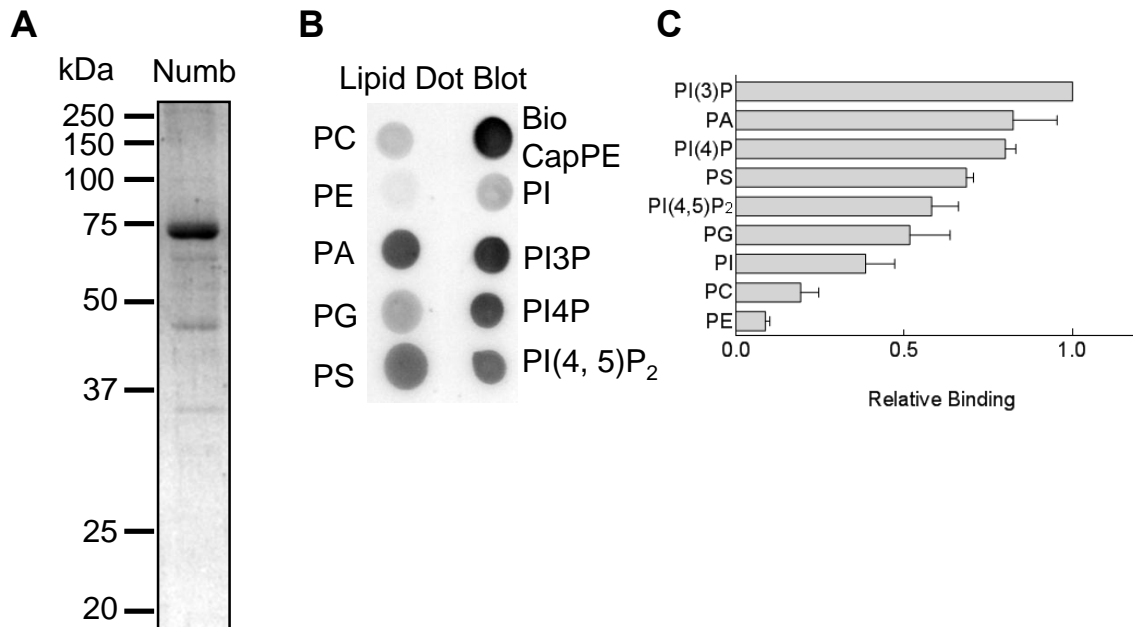 A
kDa Numb
250
150
100
75
50
37
25
20
B
Lipid Dot Blot
PC
PE
PA
PG
PS
Bio
CapPE
PI
PI3P
PI4P
PI(4, 5)P₂
C
PI(3)P
PA
PI(4)P
PS
PI(4,5)P₂
PG
PI
PC
PE
0.0 0.5 1.0
Relative Binding